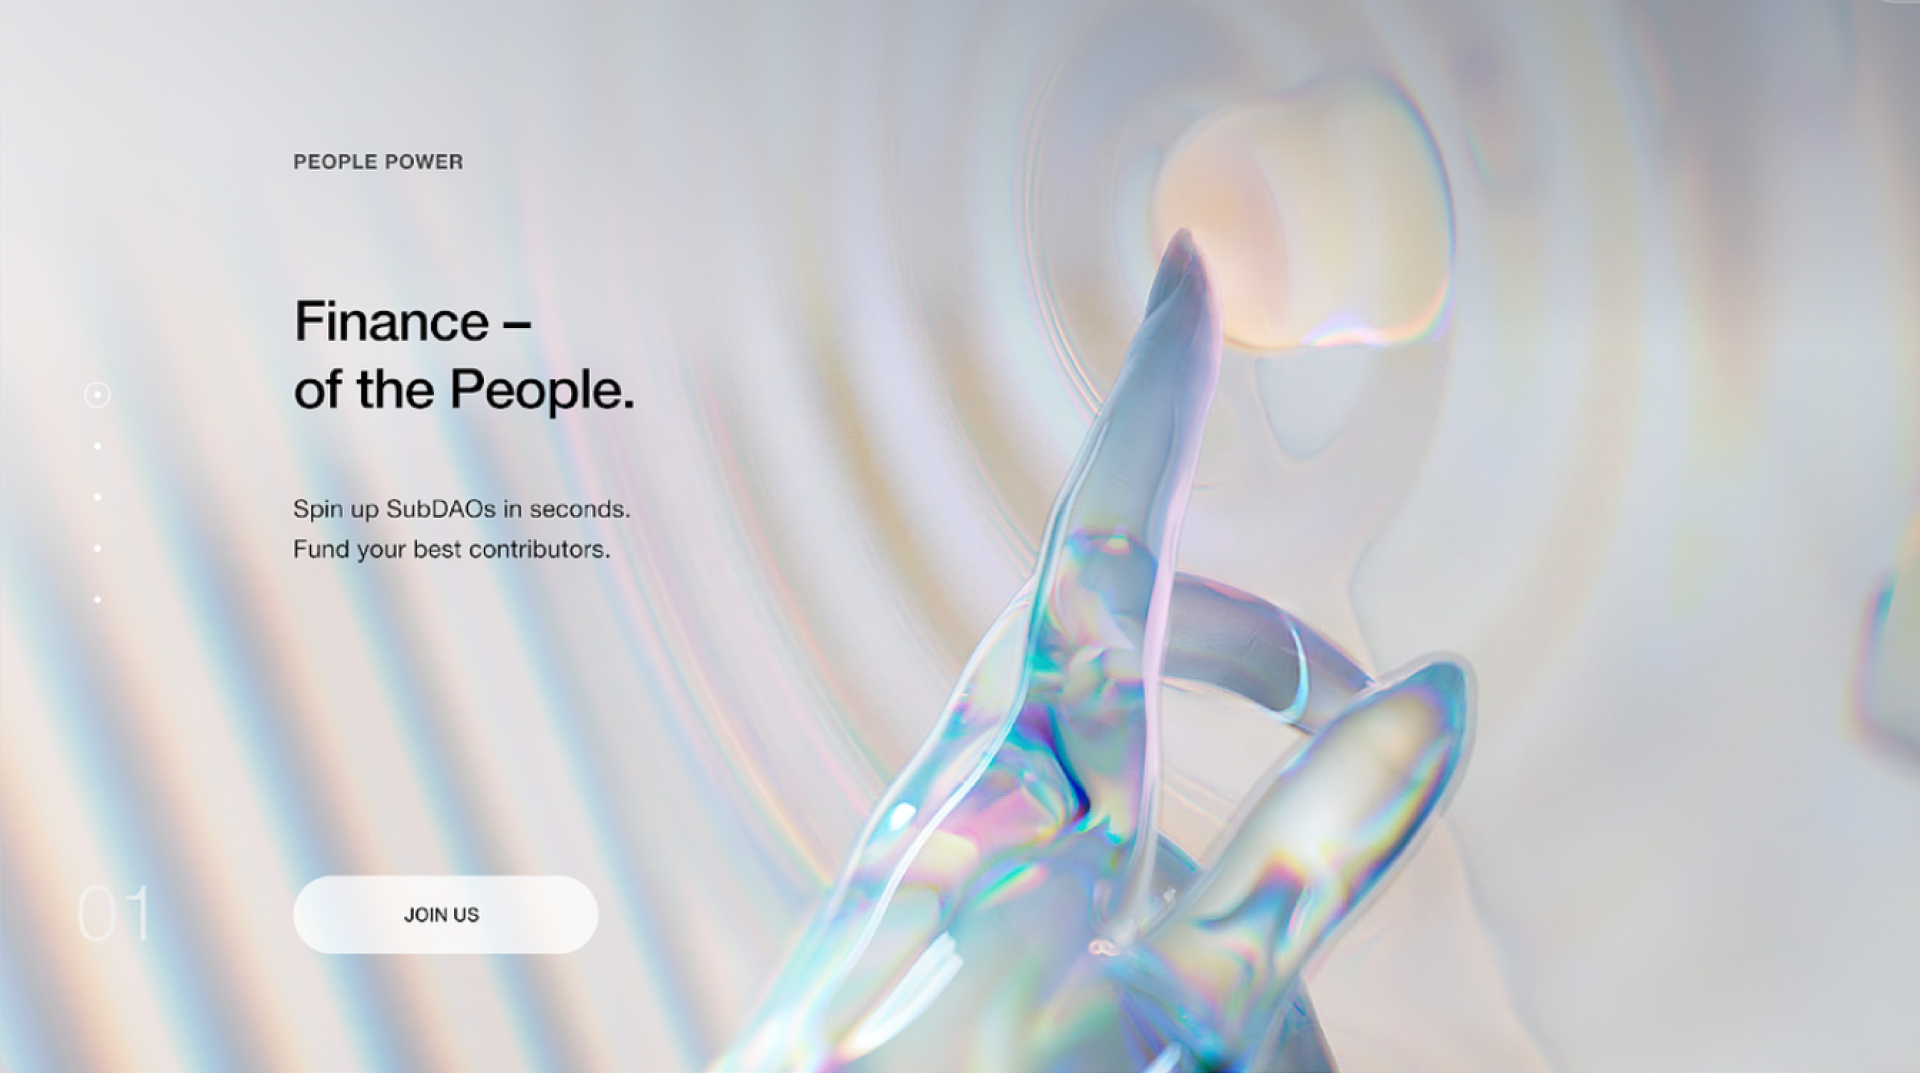 PEOPLE POWER
Finance –
of the People.
Spin up SubDAOs in seconds.
Fund your best contributors.
01
JOIN US